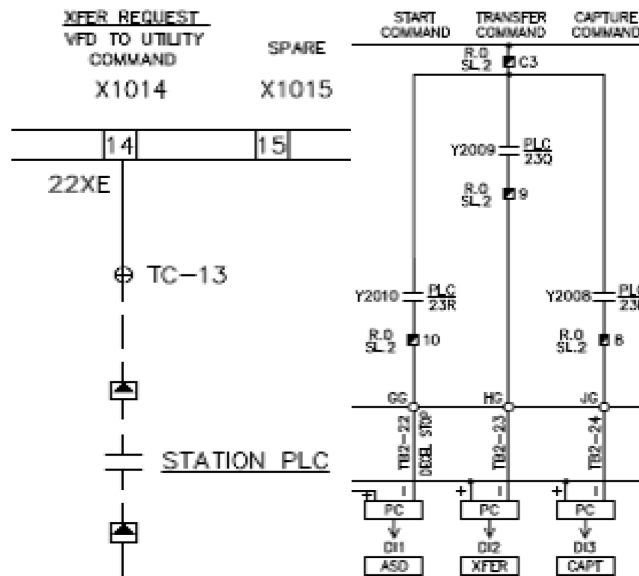 XFER REQUEST
VFD TO UTILITY
COMMAND
X1014
SPARE
X1015
14
15
22XE
TC-13
STATION PLC
START
COMMAND
TRANSFER
COMMAND
CAPTURE
COMMAND
R.0
SL.2
C3
Y2009
PLC
23Q
R.0
SL.2
9
Y2010
PLC
23R
Y2008
PLC
R.0
SL.2
10
R.0
SL.2
8
GG
HG
JG
TB2-22
DECEL STOP
TB2-23
TB2-24
+
I
+
I
+
I
PC
PC
PC
DI1
DI2
DI3
ASD
XFER
CAPT